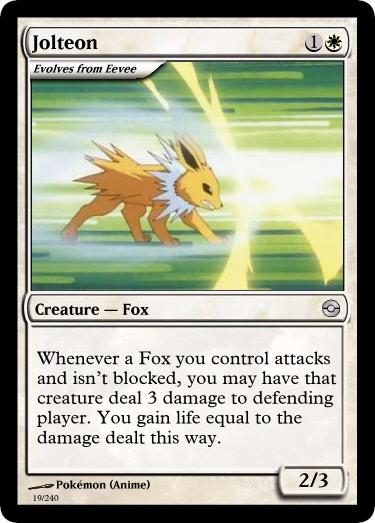 Jolteon 1
Evolves from Eevee
Creature — Fox
Whenever a Fox you control attacks
and isn't blocked, you may have that
creature deal 3 damage to defending
player. You gain life equal to the
damage dealt this way.
Pokémon (Anime)
2/3
19/240